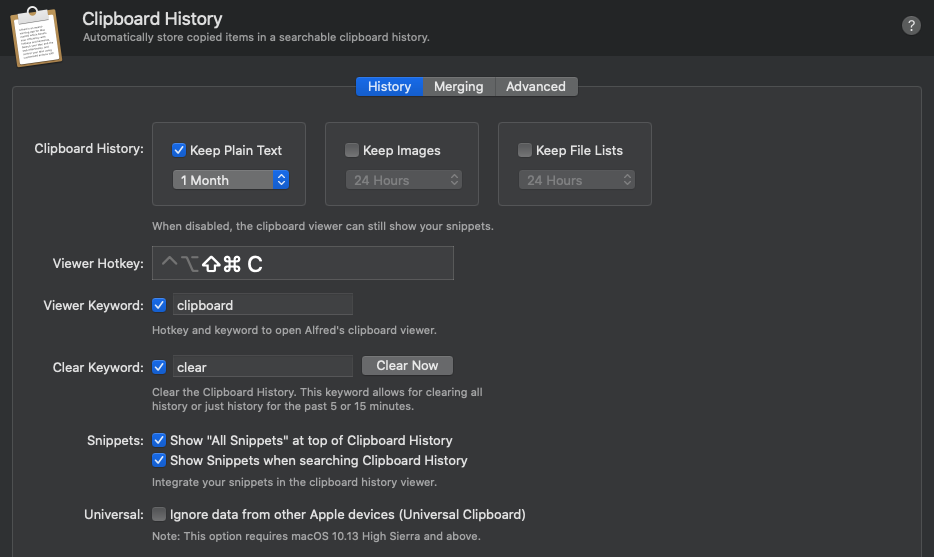 Clipboard History
Automatically store copied items in a searchable clipboard history.
?
History Merging Advanced
Clipboard History: Keep Plain Text Keep Images Keep File Lists
1 Month 24 Hours 24 Hours
When disabled, the clipboard viewer can still show your snippets.
Viewer Hotkey: ^⌥⇧⌘ C
Viewer Keyword: clipboard
Hotkey and keyword to open Alfred's clipboard viewer.
Clear Keyword: clear Clear Now
Clear the Clipboard History. This keyword allows for clearing all
history or just history for the past 5 or 15 minutes.
Snippets: Show "All Snippets" at top of Clipboard History
Show Snippets when searching Clipboard History
Integrate your snippets in the clipboard history viewer.
Universal: Ignore data from other Apple devices (Universal Clipboard)
Note: This option requires macOS 10.13 High Sierra and above.